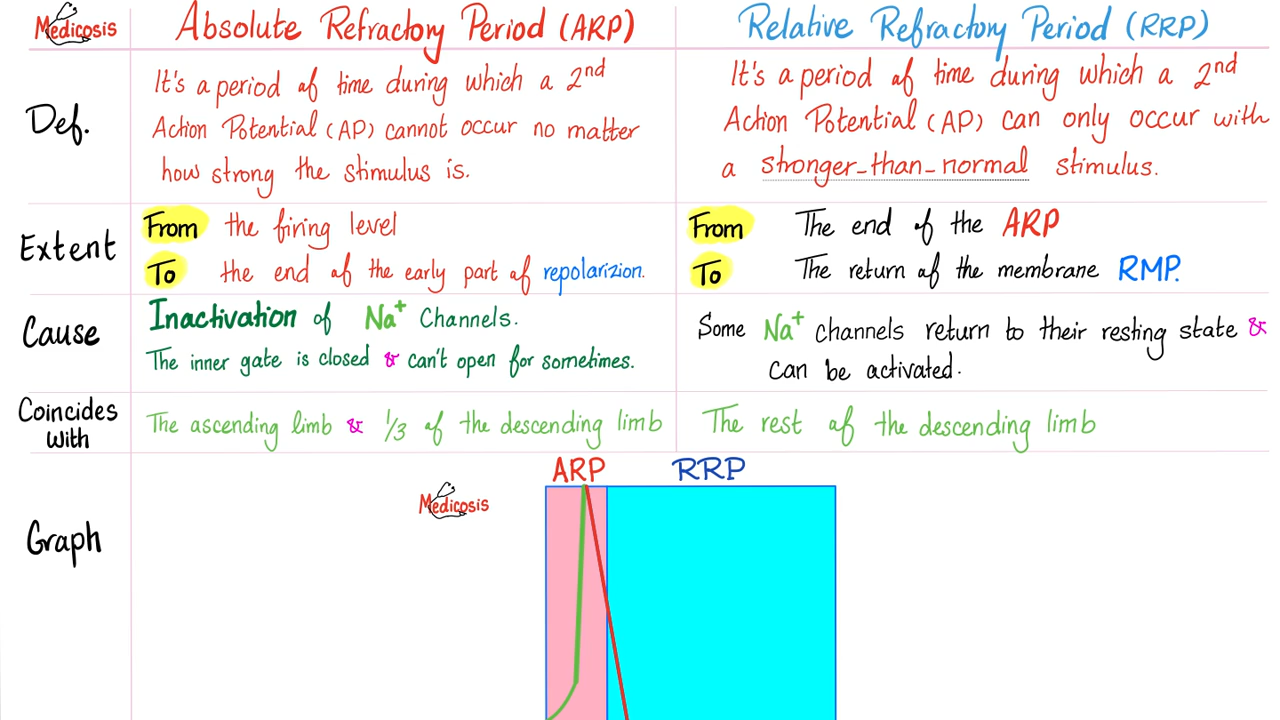 Medicosis
Absolute Refractory Period (ARP)
Relative Refractory Period (RRP)
Def.
It's a period of time during which a 2nd
Action Potential (AP) cannot occur no matter
how strong the stimulus is.
It's a period of time during which a 2nd
Action Potential (AP) can only occur with
a stronger-than-normal stimulus.
Extent
From the firing level
To the end of the early part of repolarizion.
From The end of the ARP
To The return of the membrane RMP.
Cause
Inactivation of Na+ Channels.
The inner gate is closed & can't open for sometimes.
Some Na+ channels return to their resting state &
can be activated.
Coincides
with
The ascending limb & 1/3 of the descending limb
The rest of the descending limb
Graph
Medicosis
ARP
RRP